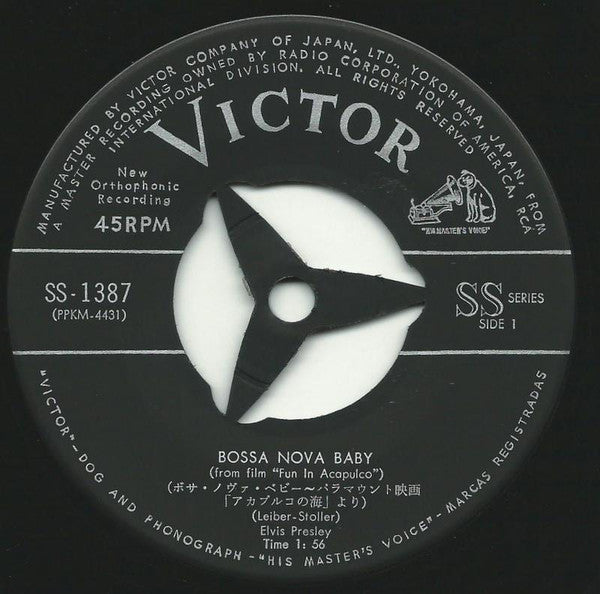 MANUFACTURED BY VICTOR COMPANY OF JAPAN, LTD., YOKOHAMA, JAPAN, FROM
A MASTER RECORDING OWNED BY RADIO CORPORATION OF AMERICA, RCA
INTERNATIONAL DIVISION. ALL RIGHTS RESERVED
VICTOR
New
Orthophonic
Recording
45RPM
"HIS MASTER'S VOICE"
SS-1387
(PPKM-4431)
SS SERIES
SIDE 1
BOSSA NOVA BABY
(from film "Fun In Acapulco")
(ボサ・ノヴァ・ベビー～パラマウント映画
『アカプルコの海』より)
(Leiber-Stoller)
Elvis Presley
Time 1: 56
"VICTOR"–DOG AND PHONOGRAPH–"HIS MASTER'S VOICE"–MARCAS REGISTRADAS